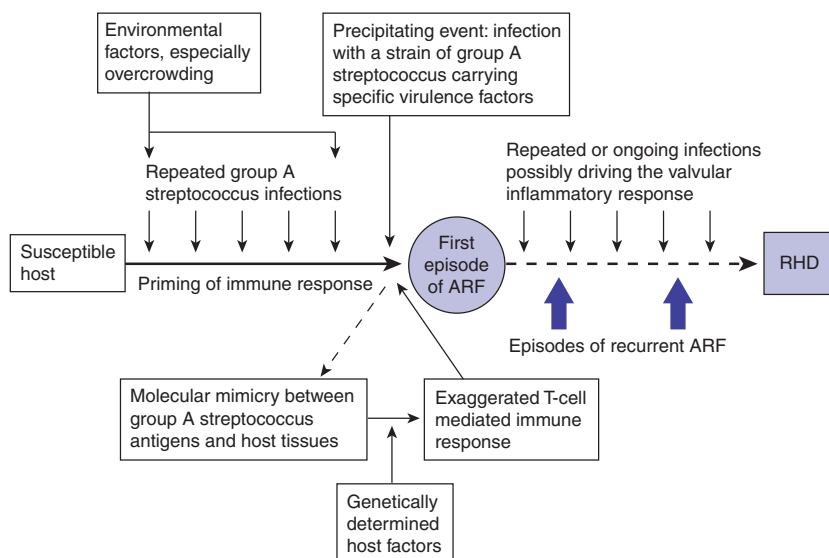 Environmental
factors, especially
overcrowding
Precipitating event: infection
with a strain of group A
streptococcus carrying
specific virulence factors
Repeated group A
streptococcus infections
Repeated or ongoing infections
possibly driving the valvular
inflammatory response
Susceptible
host
Priming of immune response
First
episode
of ARF
RHD
Episodes of recurrent ARF
Molecular mimicry between
group A streptococcus
antigens and host tissues
Exaggerated T-cell
mediated immune
response
Genetically
determined
host factors